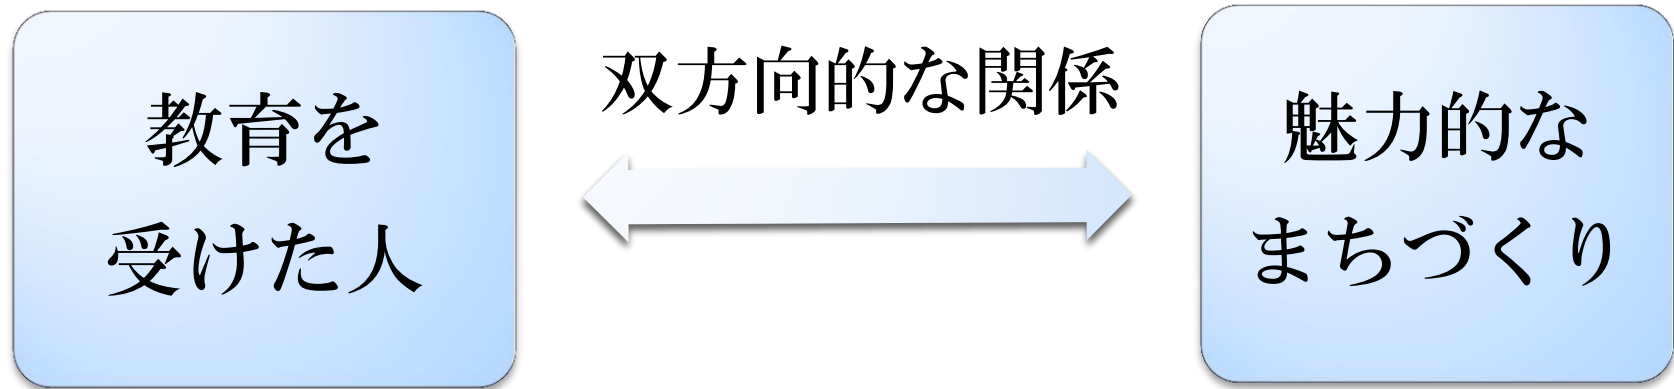 教育を
受けた人
双方向的な関係
魅力的な
まちづくり